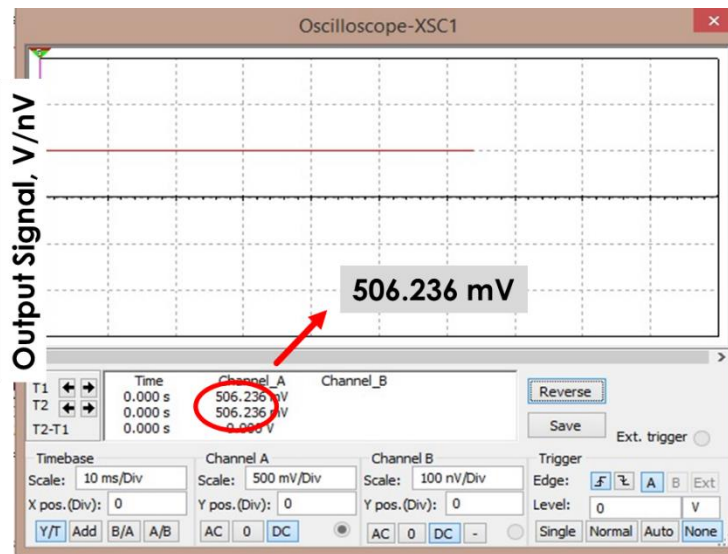 Oscilloscope-XSC1
Output Signal, V/nV
506.236 mV
Time Channel_A Channel_B
T1 0.000 s 506.236 mV
T2 0.000 s 506.236 mV
T2-T1 0.000 s 0.000 V
Reverse
Save
Ext. trigger
Timebase
Scale: 10 ms/Div
X pos.(Div): 0
Y/T Add B/A A/B
Channel A
Scale: 500 mV/Div
Y pos.(Div): 0
AC 0 DC
Channel B
Scale: 100 nV/Div
Y pos.(Div): 0
AC 0 DC -
Trigger
Edge: A B Ext
Level: 0 V
Single Normal Auto None